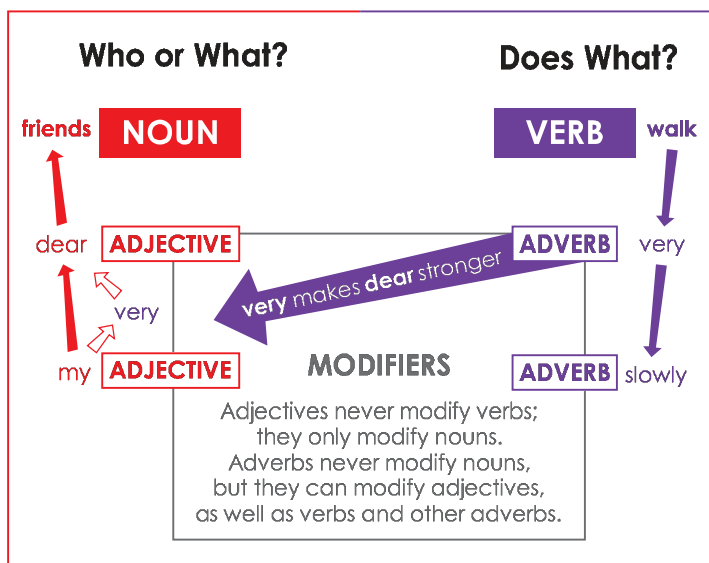 Who or What?
Does What?
friends NOUN
VERB walk
dear ADJECTIVE
ADVERB very
very makes dear stronger
very
my ADJECTIVE
MODIFIERS
ADVERB slowly
Adjectives never modify verbs;
they only modify nouns.
Adverbs never modify nouns,
but they can modify adjectives,
as well as verbs and other adverbs.